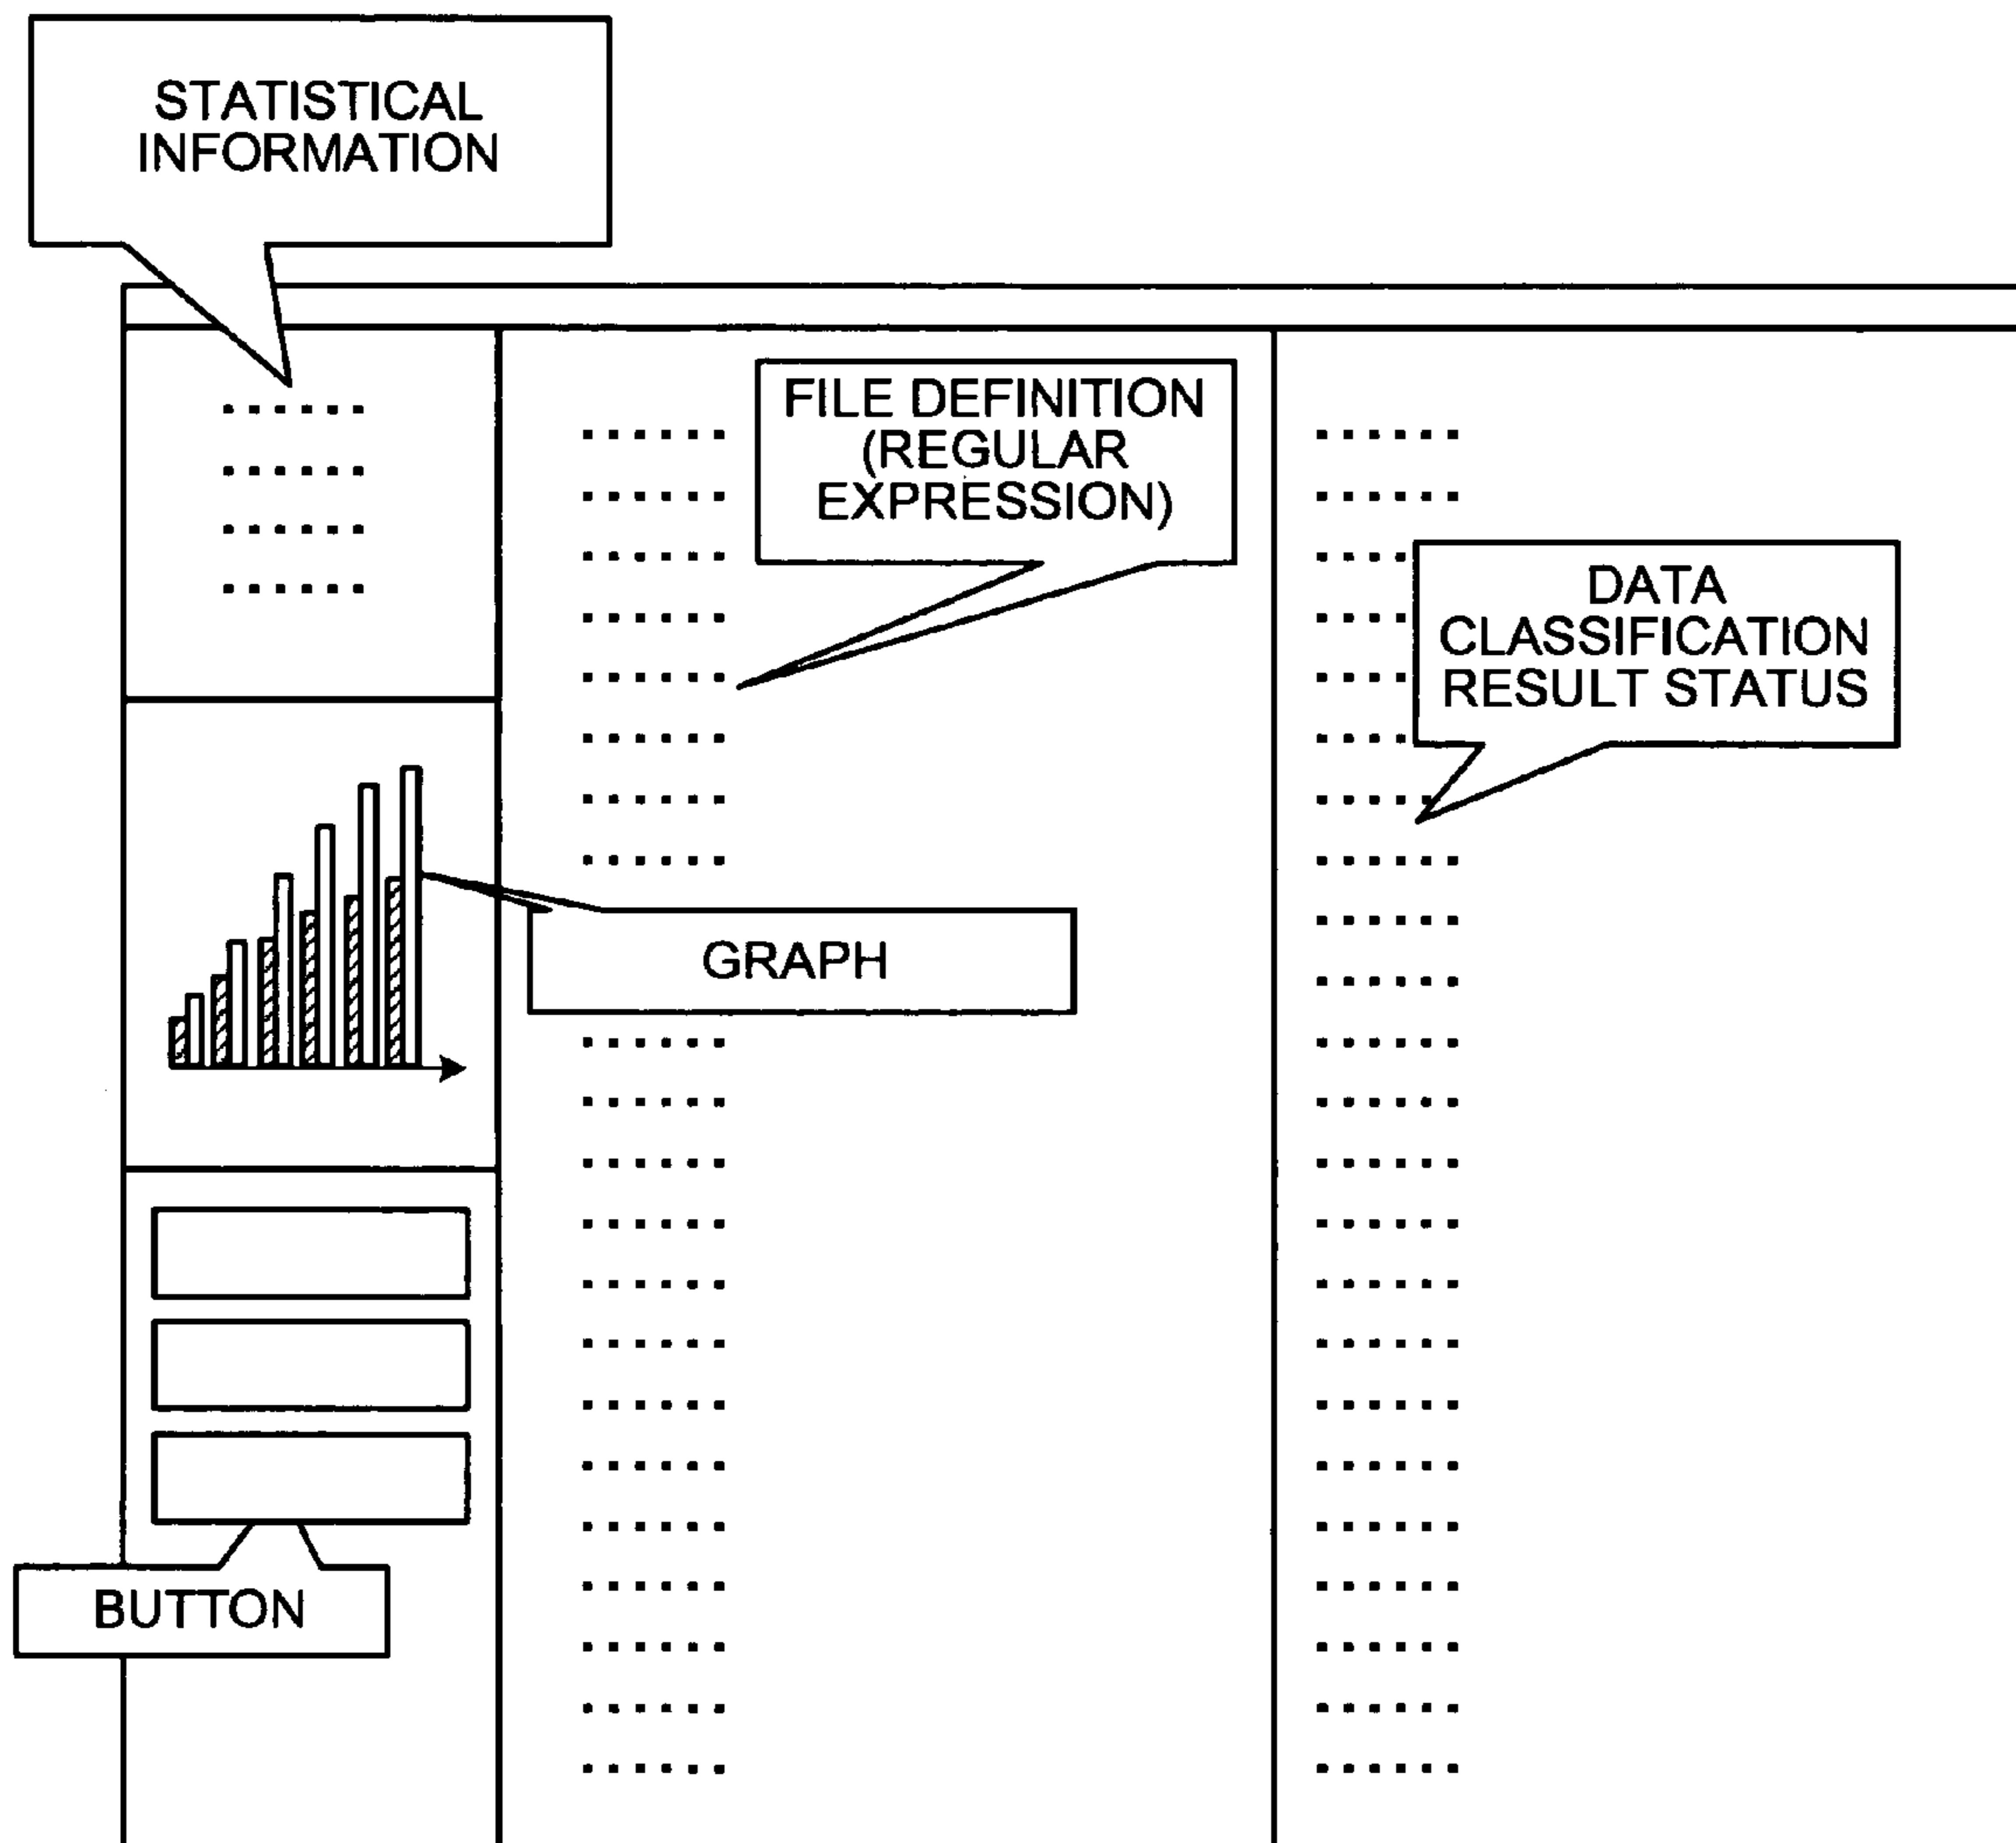 STATISTICAL
INFORMATION
FILE DEFINITION
(REGULAR
EXPRESSION)
DATA
CLASSIFICATION
RESULT STATUS
GRAPH
BUTTON